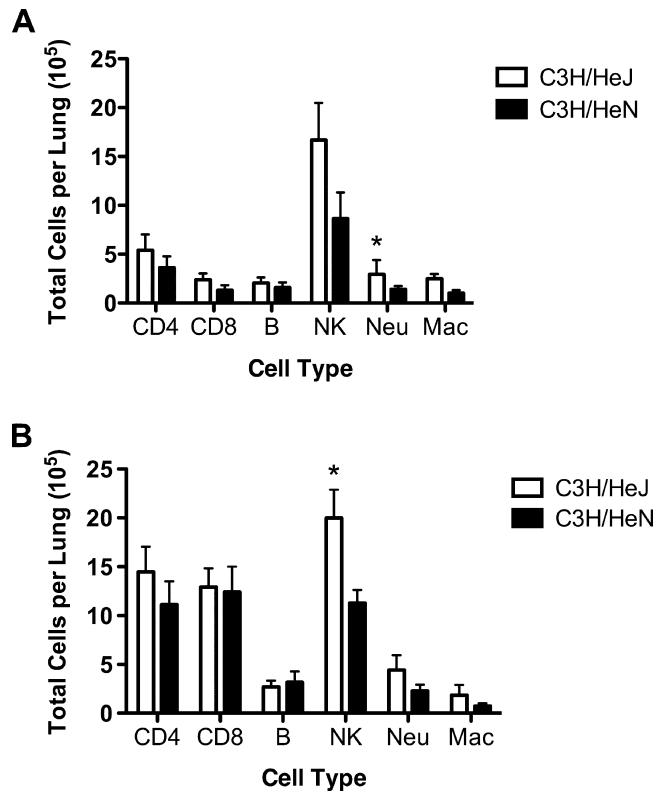 A
Total Cells per Lung (10⁵)
25
20
15
10
5
0
*
C3H/HeJ
C3H/HeN
CD4 CD8 B NK Neu Mac
Cell Type
B
Total Cells per Lung (10⁵)
25
20
15
10
5
0
*
C3H/HeJ
C3H/HeN
CD4 CD8 B NK Neu Mac
Cell Type